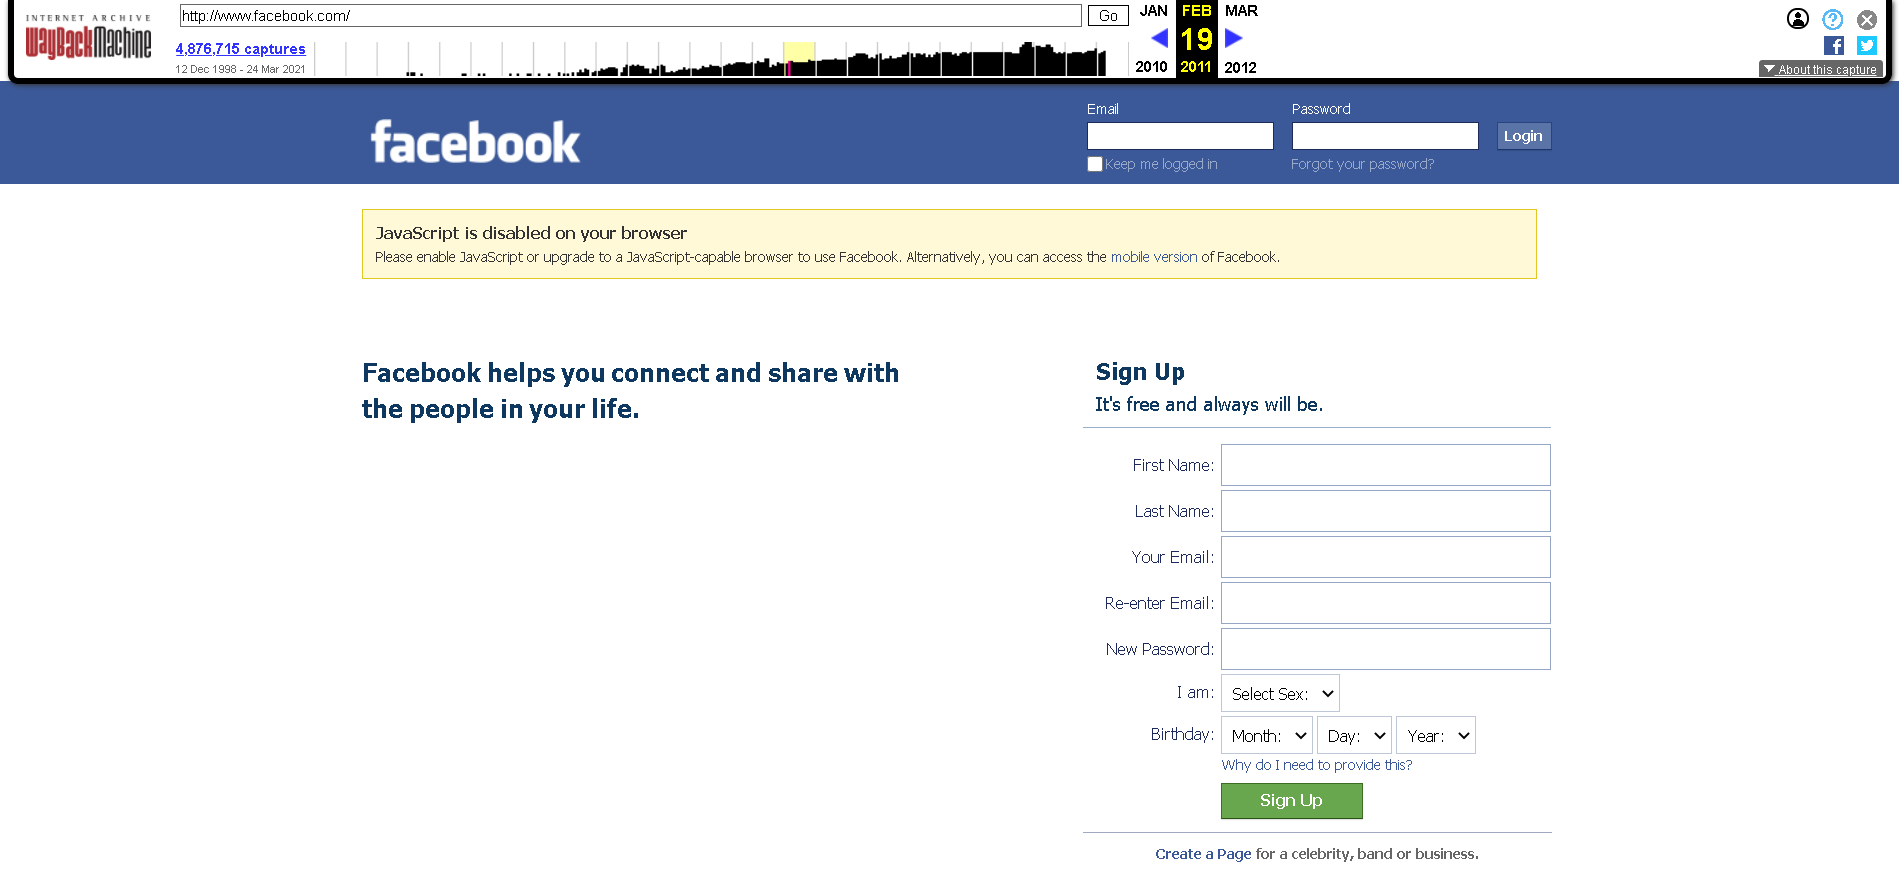 INTERNET ARCHIVE
WayBackMachine
http://www.facebook.com/
Go
JAN
FEB
MAR
4,876,715 captures
19
12 Dec 1998 - 24 Mar 2021
2010
2011
2012
About this capture
facebook
Email
Password
Login
Keep me logged in
Forgot your password?
JavaScript is disabled on your browser
Please enable JavaScript or upgrade to a JavaScript-capable browser to use Facebook. Alternatively, you can access the mobile version of Facebook.
Facebook helps you connect and share with
the people in your life.
Sign Up
It's free and always will be.
First Name:
Last Name:
Your Email:
Re-enter Email:
New Password:
I am: Select Sex:
Birthday: Month: Day: Year:
Why do I need to provide this?
Sign Up
Create a Page for a celebrity, band or business.